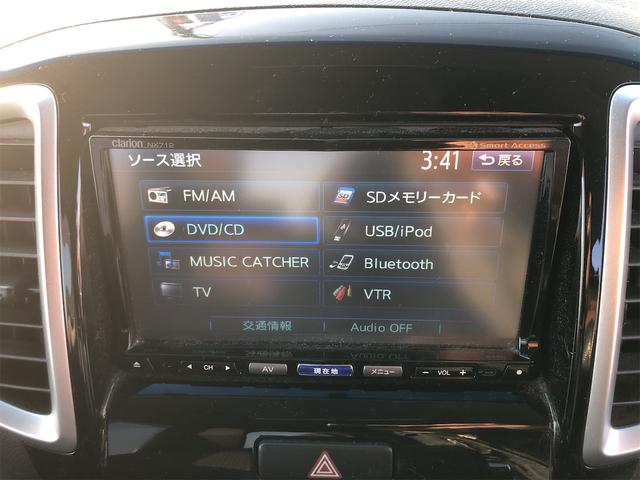 clarion NX712 Smart Access
ソース選択 3:41 戻る
FM/AM SD SDメモリーカード
DVD/CD USB/iPod
MUSIC CATCHER Bluetooth
TV VTR
交通情報 Audio OFF
CH AV 現在地 メニュー − VOL +